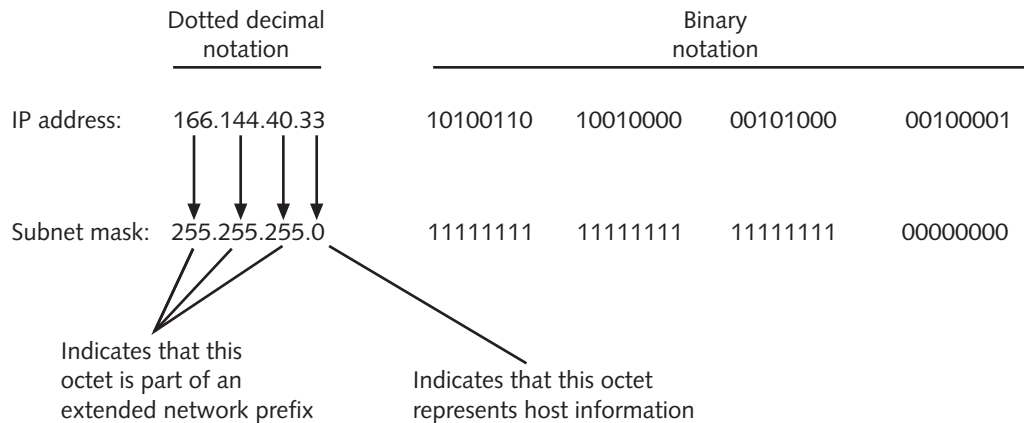 Dotted decimal
notation
Binary
notation
IP address: 166.144.40.33 10100110 10010000 00101000 00100001
Subnet mask: 255.255.255.0 11111111 11111111 11111111 00000000
Indicates that this
octet is part of an
extended network prefix
Indicates that this octet
represents host information